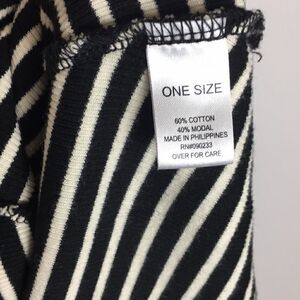 ONE SIZE
60% COTTON
40% MODAL
MADE IN PHILIPPINES
RN#090233
OVER FOR CARE